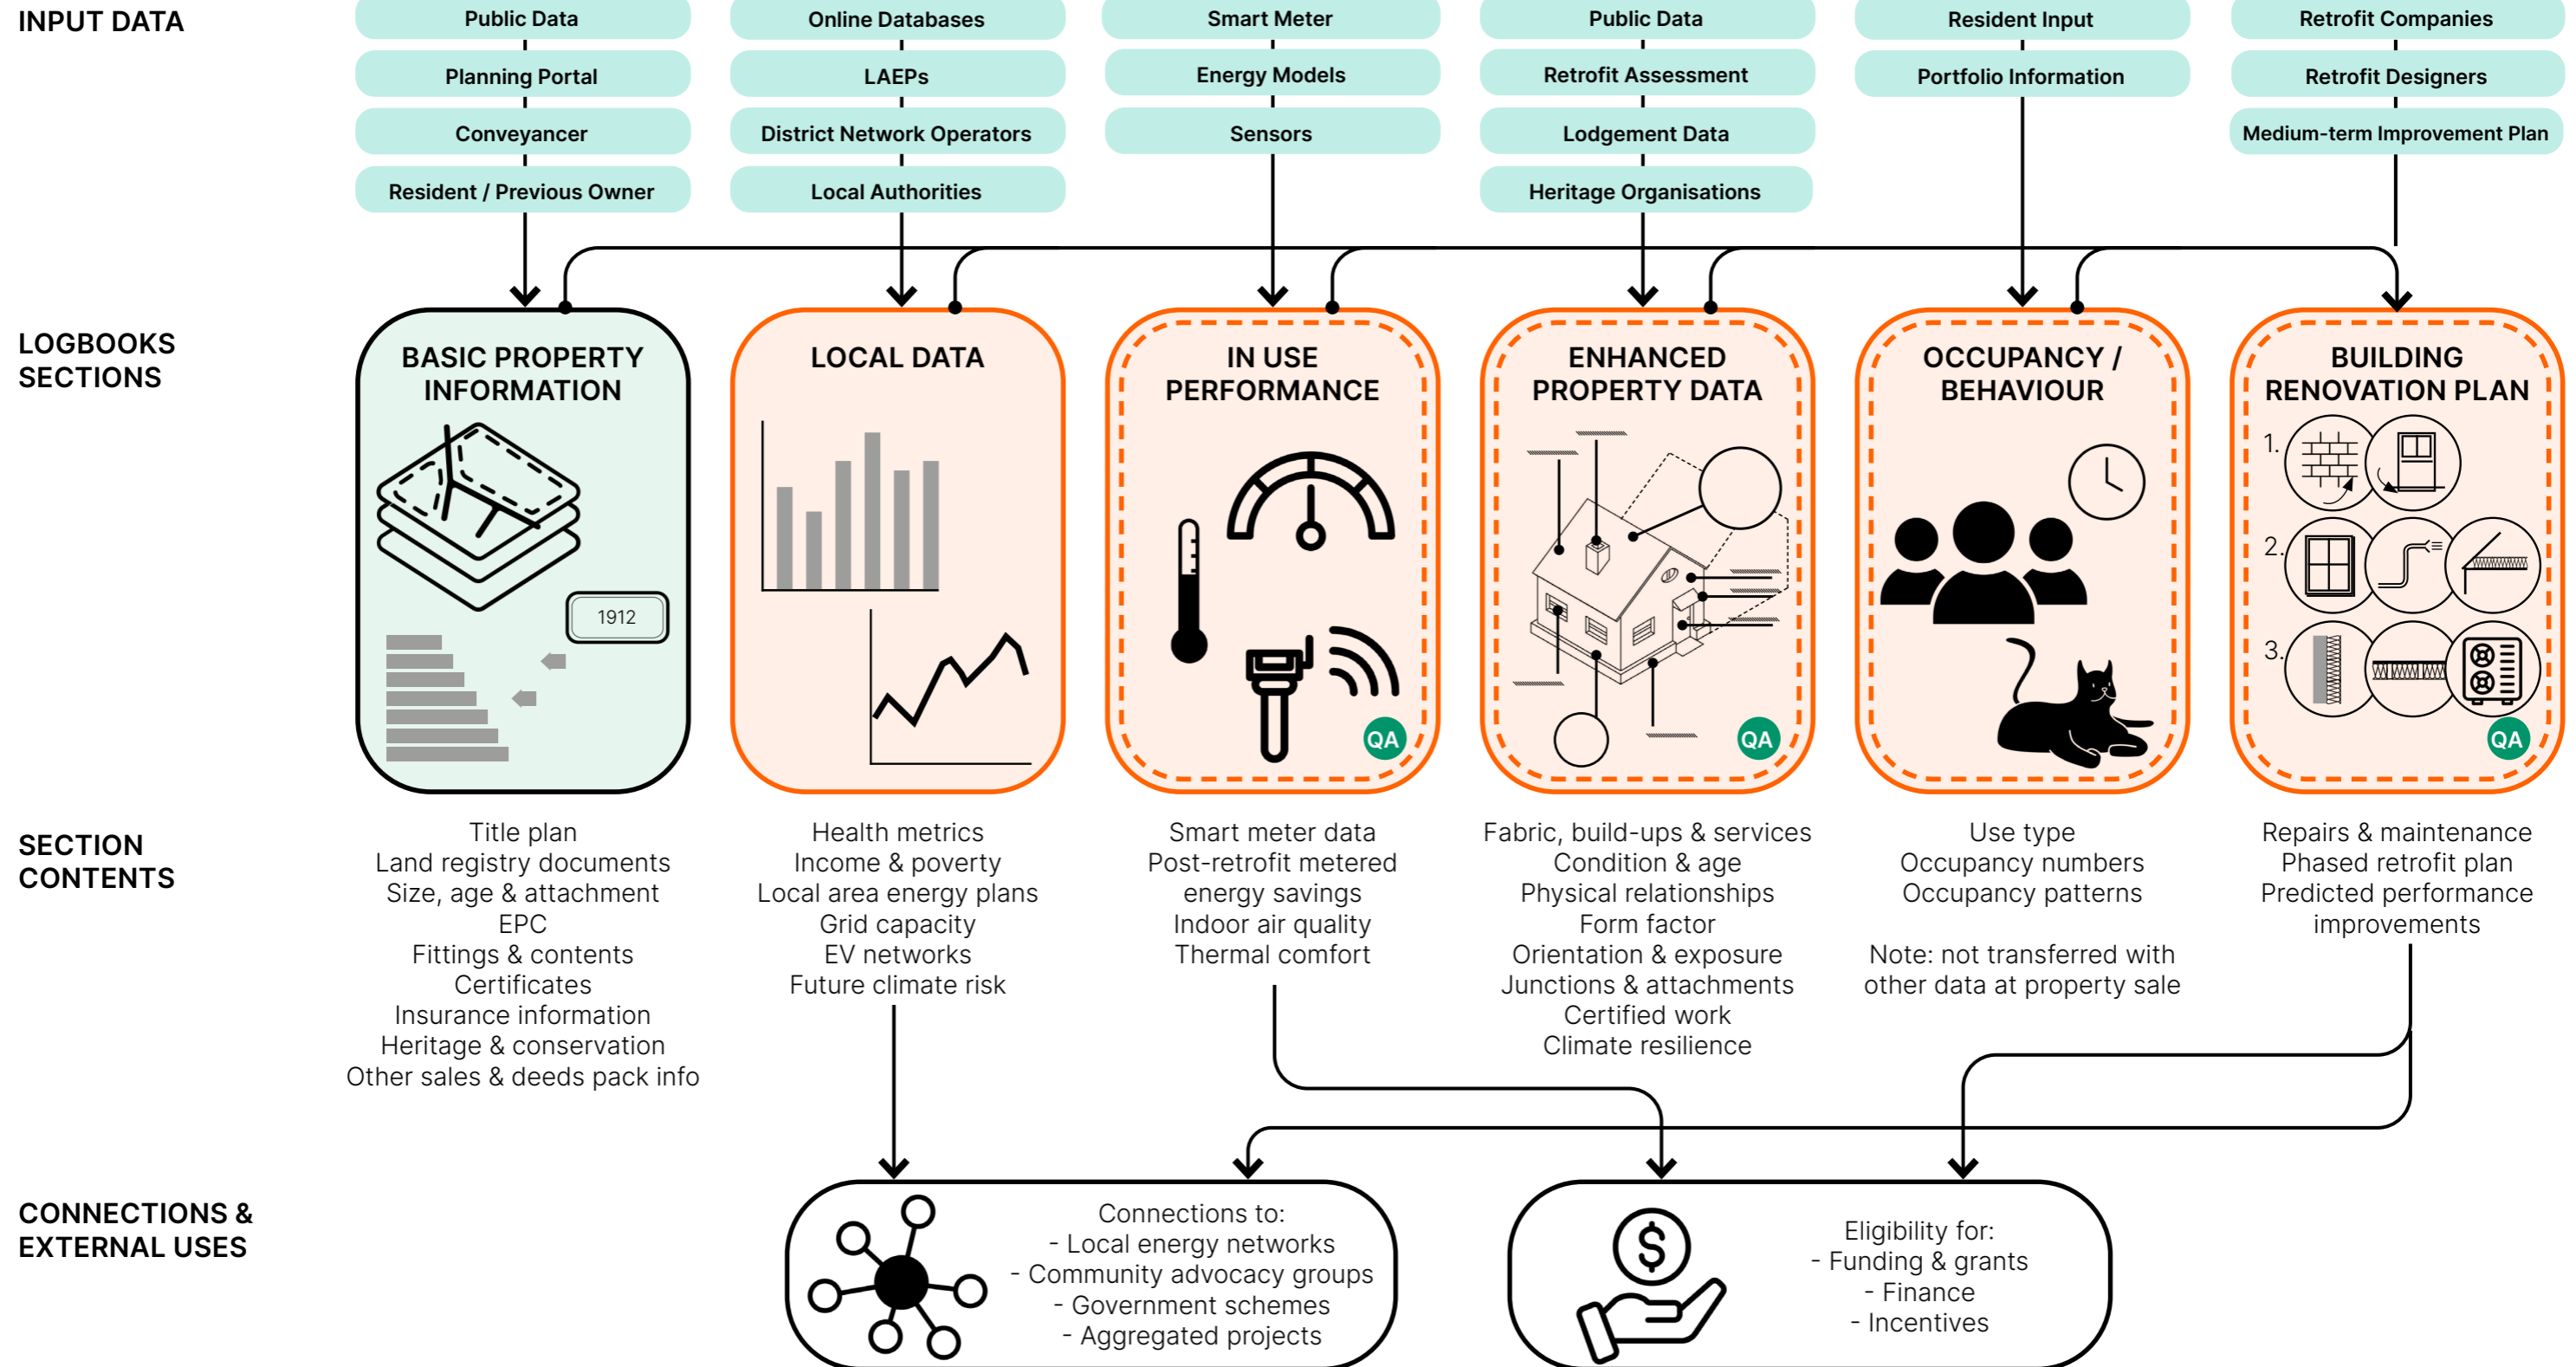 INPUT DATA
Public Data
Planning Portal
Conveyancer
Resident / Previous Owner
Online Databases
LAEPs
District Network Operators
Local Authorities
Smart Meter
Energy Models
Sensors
Public Data
Retrofit Assessment
Lodgement Data
Heritage Organisations
Resident Input
Portfolio Information
Retrofit Companies
Retrofit Designers
Medium-term Improvement Plan
LOGBOOKS
SECTIONS
BASIC PROPERTY
INFORMATION
1912
LOCAL DATA
IN USE
PERFORMANCE
QA
ENHANCED
PROPERTY DATA
QA
OCCUPANCY /
BEHAVIOUR
BUILDING
RENOVATION PLAN
1.
2.
3.
QA
SECTION
CONTENTS
Title plan
Land registry documents
Size, age & attachment
EPC
Fittings & contents
Certificates
Insurance information
Heritage & conservation
Other sales & deeds pack info
Health metrics
Income & poverty
Local area energy plans
Grid capacity
EV networks
Future climate risk
Smart meter data
Post-retrofit metered
energy savings
Indoor air quality
Thermal comfort
Fabric, build-ups & services
Condition & age
Physical relationships
Form factor
Orientation & exposure
Junctions & attachments
Certified work
Climate resilience
Use type
Occupancy numbers
Occupancy patterns
Note: not transferred with
other data at property sale
Repairs & maintenance
Phased retrofit plan
Predicted performance
improvements
CONNECTIONS &
EXTERNAL USES
Connections to:
- Local energy networks
- Community advocacy groups
- Government schemes
- Aggregated projects
$
Eligibility for:
- Funding & grants
- Finance
- Incentives